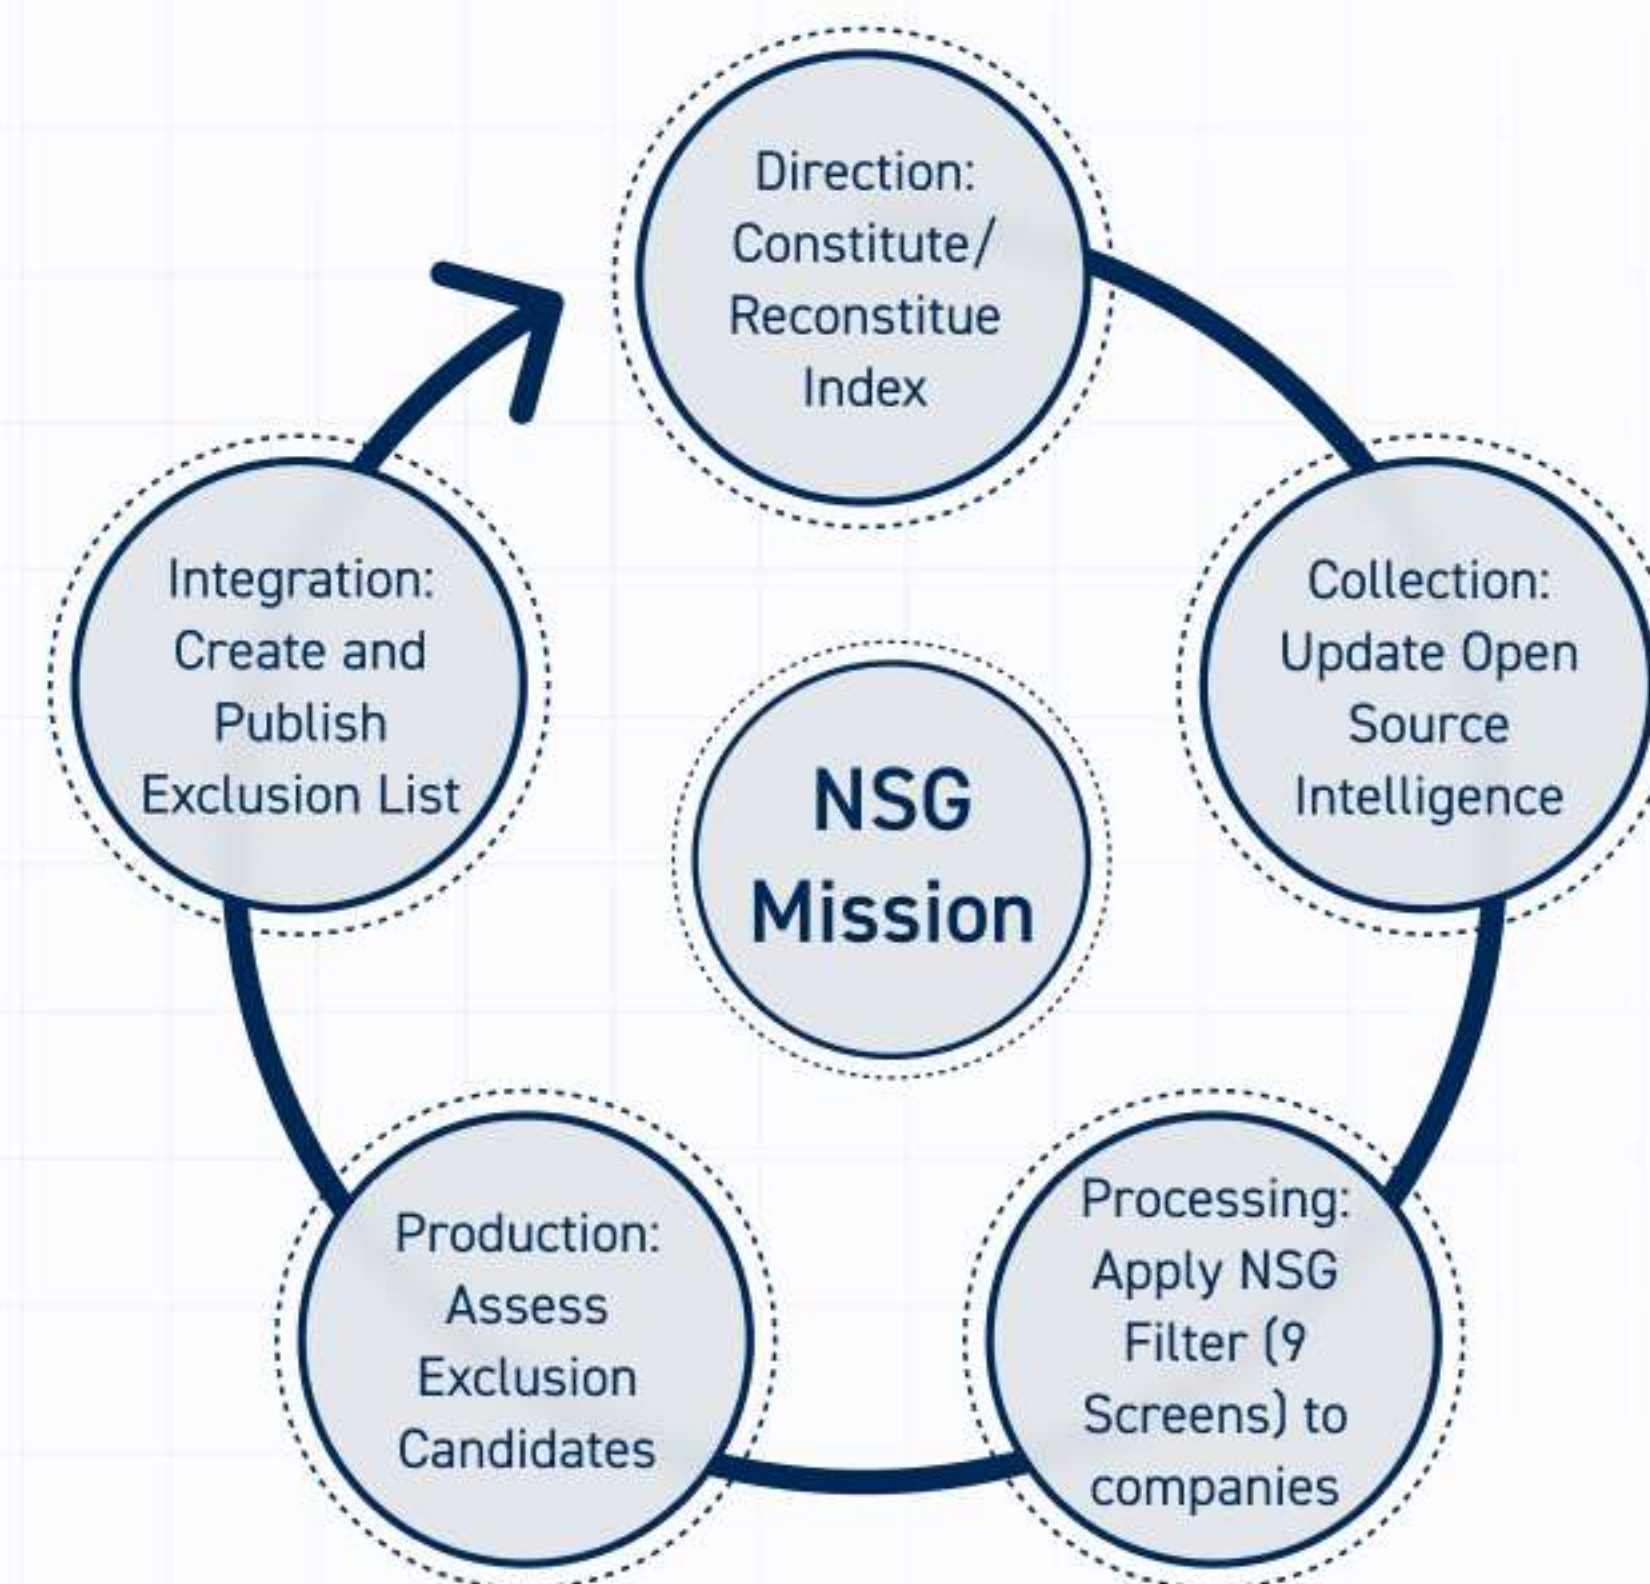 Direction:
Constitute/
Reconstitue
Index
Collection:
Update Open
Source
Intelligence
Processing:
Apply NSG
Filter (9
Screens) to
companies
Production:
Assess
Exclusion
Candidates
Integration:
Create and
Publish
Exclusion List
NSG
Mission